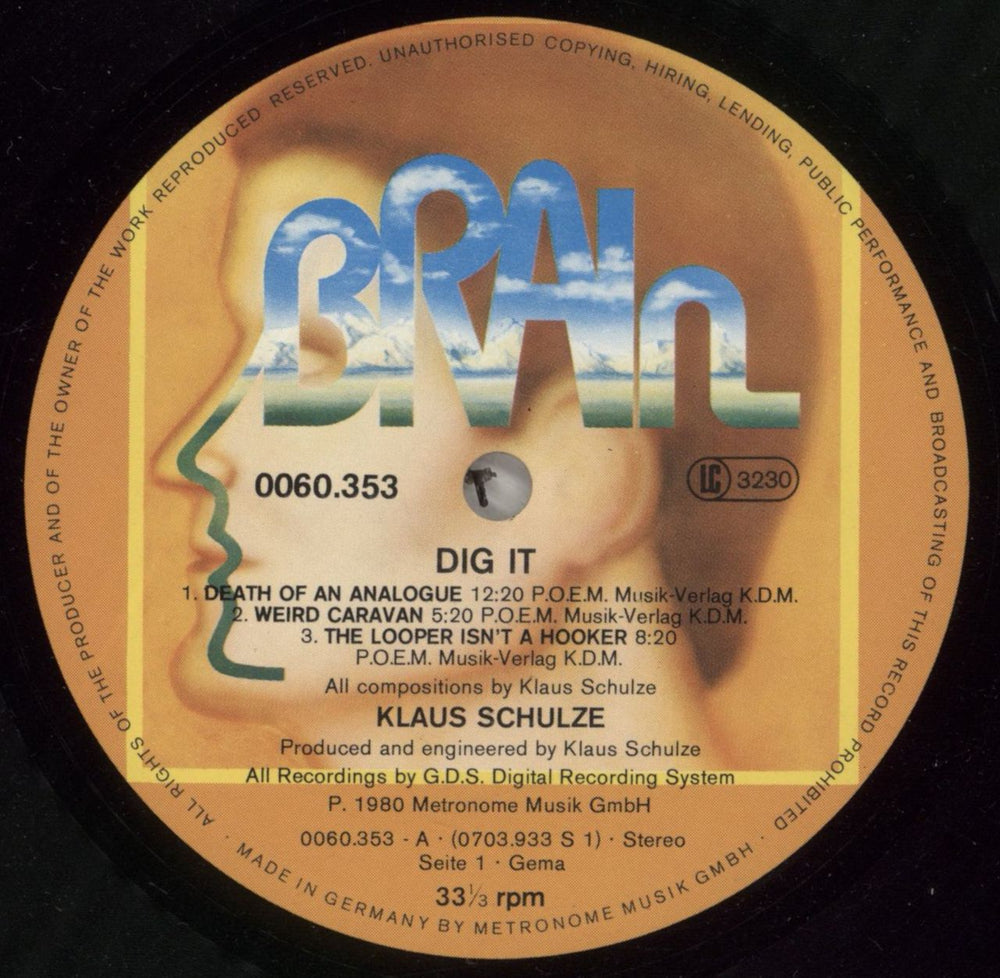 ALL RIGHTS OF THE PRODUCER AND OF THE OWNER OF THE WORK REPRODUCED RESERVED. UNAUTHORISED COPYING, HIRING, LENDING, PUBLIC PERFORMANCE AND BROADCASTING OF THIS RECORD PROHIBITED ·
BRAIn
0060.353
LC 3230
DIG IT
1. DEATH OF AN ANALOGUE 12:20 P.O.E.M. Musik-Verlag K.D.M.
2. WEIRD CARAVAN 5:20 P.O.E.M. Musik-Verlag K.D.M.
3. THE LOOPER ISN'T A HOOKER 8:20
P.O.E.M. Musik-Verlag K.D.M.
All compositions by Klaus Schulze
KLAUS SCHULZE
Produced and engineered by Klaus Schulze
All Recordings by G.D.S. Digital Recording System
P. 1980 Metronome Musik GmbH
0060.353 - A · (0703.933 S 1) · Stereo
Seite 1 · Gema
33⅓ rpm
· MADE IN GERMANY BY METRONOME MUSIK GMBH ·